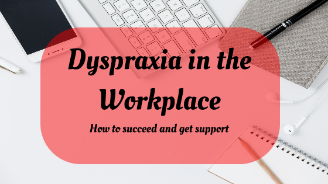 Dyspraxia in the
Workplace
How to succeed and get support